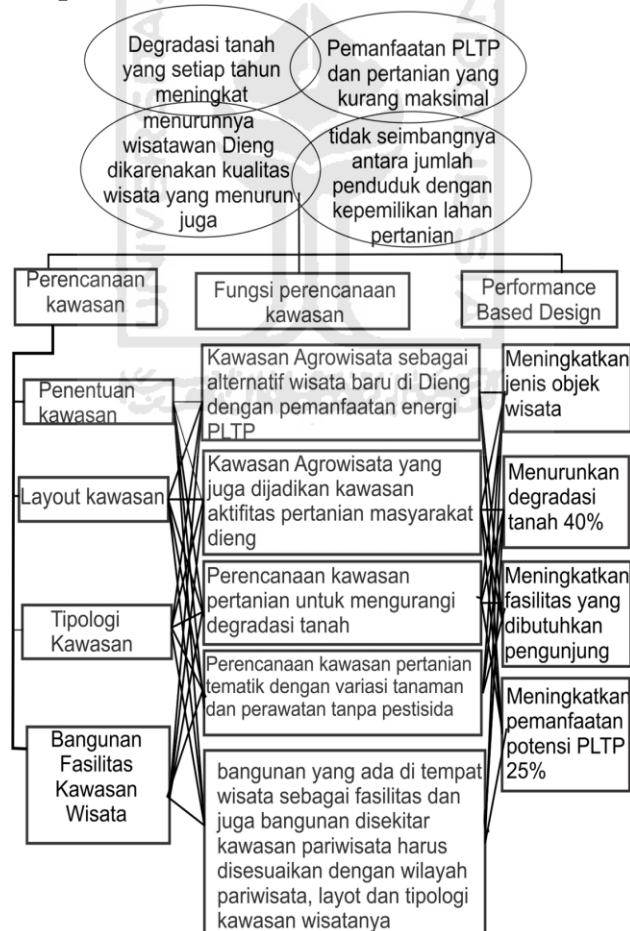 Degradasi tanah
yang setiap tahun
meningkat
Pemanfaatan PLTP
dan pertanian yang
kurang maksimal
menurunnya
wisatawan Dieng
dikarenakan kualitas
wisata yang menurun
juga
tidak seimbangnya
antara jumlah
penduduk dengan
kepemilikan lahan
pertanian
Perencanaan
kawasan
Fungsi perencanaan
kawasan
Performance
Based Design
Penentuan
kawasan
Layout kawasan
Tipologi
Kawasan
Bangunan
Fasilitas
Kawasan
Wisata
Kawasan Agrowisata sebagai
alternatif wisata baru di Dieng
dengan pemanfaatan energi
PLTP
Kawasan Agrowisata yang
juga dijadikan kawasan
aktifitas pertanian masyarakat
dieng
Perencanaan kawasan
pertanian untuk mengurangi
degradasi tanah
Perencanaan kawasan pertanian
tematik dengan variasi tanaman
dan perawatan tanpa pestisida
bangunan yang ada di tempat
wisata sebagai fasilitas dan
juga bangunan disekitar
kawasan pariwisata harus
disesuaikan dengan wilayah
pariwisata, layot dan tipologi
kawasan wisatanya
Meningkatkan
jenis objek
wisata
Menurunkan
degradasi
tanah 40%
Meningkatkan
fasilitas yang
dibutuhkan
pengunjung
Meningkatkan
pemanfaatan
potensi PLTP
25%